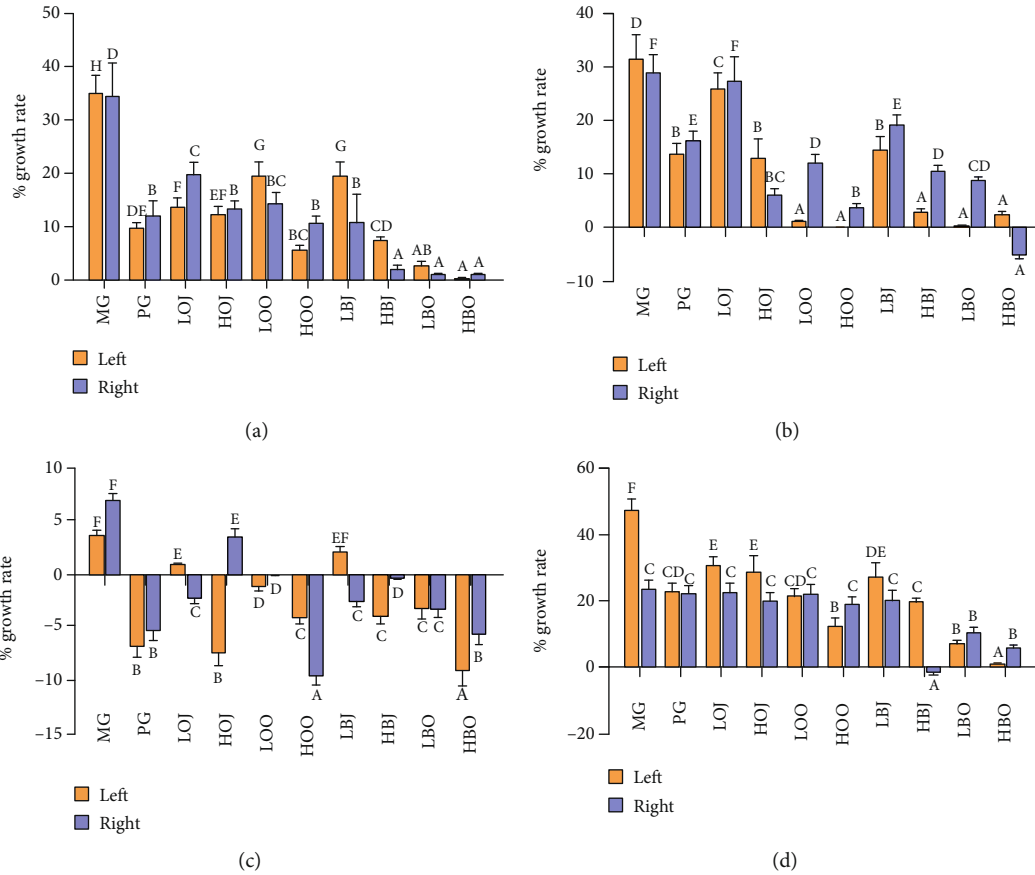 50
40
30
20
10
0
% growth rate
H
D
DE
B
F
C
EF
B
G
BC
BC
B
G
B
CD
A
AB
A
A
A
MG
PG
LOJ
HOJ
LOO
HOO
LBJ
HBJ
LBO
HBO
Left
Right
(a)
40
30
20
10
0
−10
% growth rate
D
F
B
E
C
F
B
BC
A
D
A
B
B
E
A
D
A
CD
A
A
MG
PG
LOJ
HOJ
LOO
HOO
LBJ
HBJ
LBO
HBO
Left
Right
(b)
10
5
0
−5
−10
−15
% growth rate
F
F
B
B
E
C
B
E
D
D
C
A
EF
C
C
D
C
C
A
B
MG
PG
LOJ
HOJ
LOO
HOO
LBJ
HBJ
LBO
HBO
Left
Right
(c)
60
40
20
0
−20
% growth rate
F
C
CD
C
E
C
E
C
CD
C
B
C
DE
C
C
A
B
B
A
B
MG
PG
LOJ
HOJ
LOO
HOO
LBJ
HBJ
LBO
HBO
Left
Right
(d)